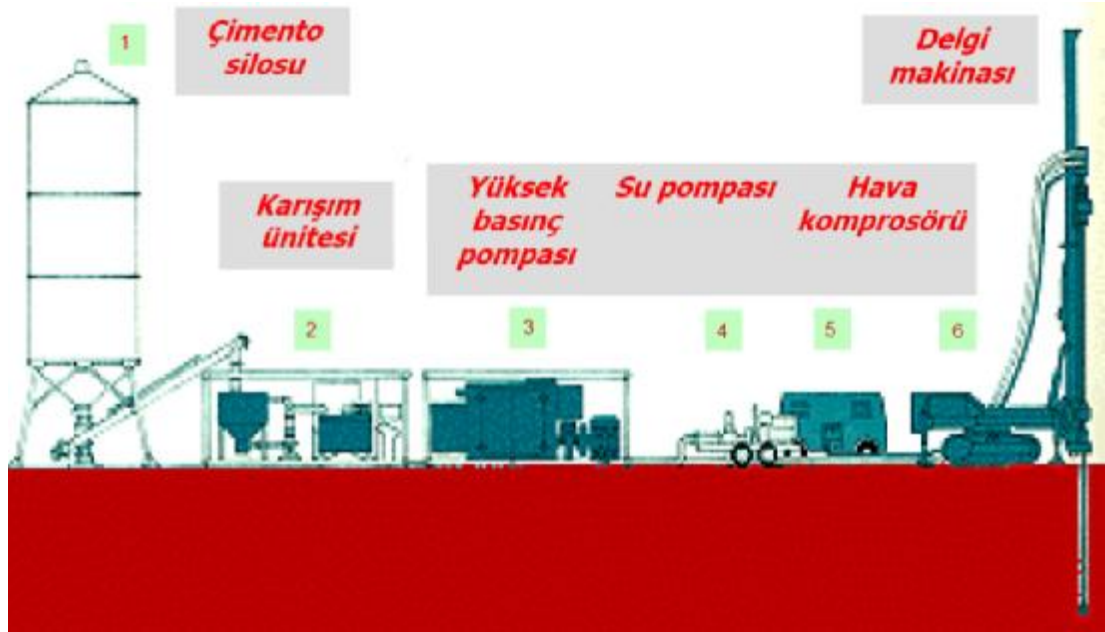 1
Çimento
silosu
Delgi
makinası
Karışım
ünitesi
Yüksek
basınç
pompası
Su pompası
Hava
komprosörü
2
3
4
5
6